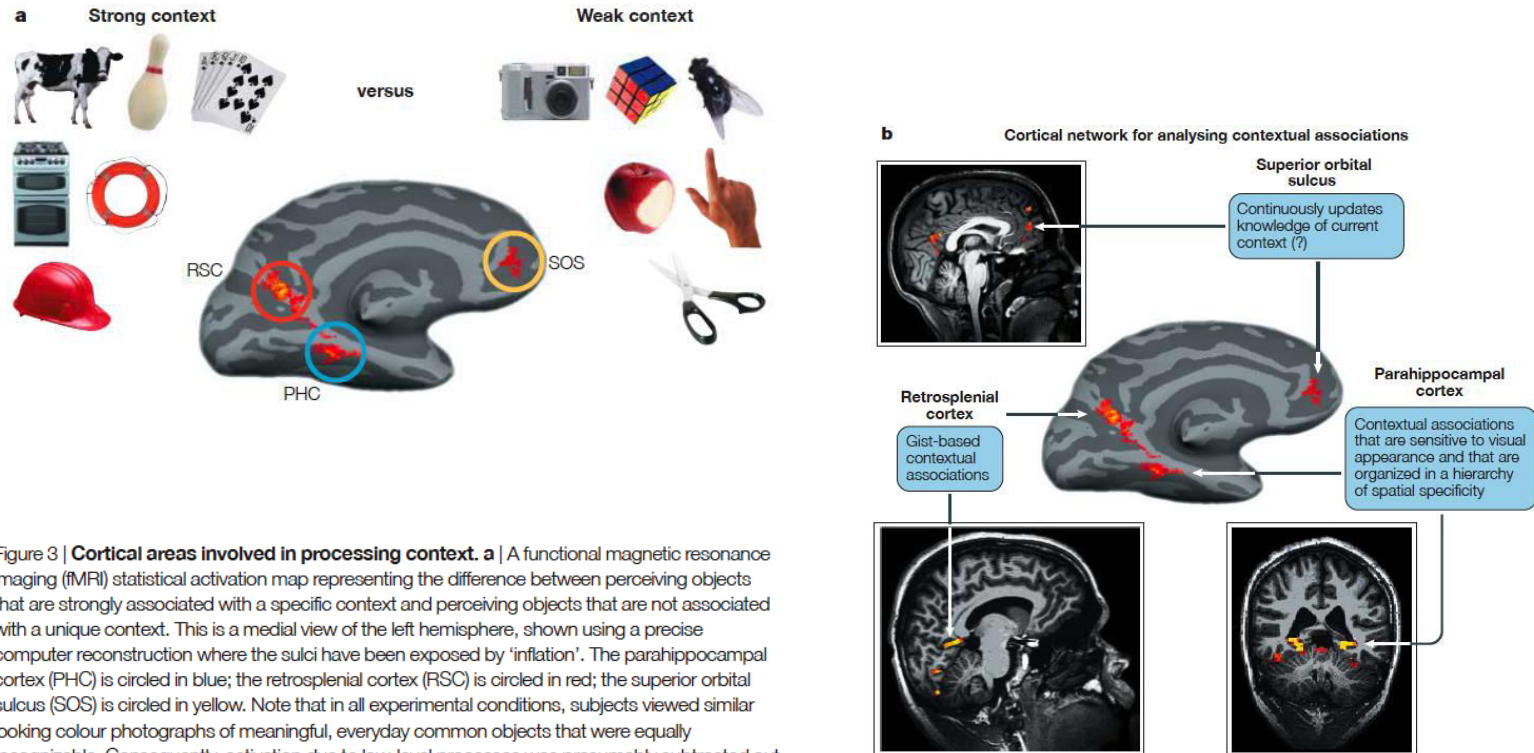 a
Strong context
Weak context
versus
RSC
SOS
PHC
Figure 3 | Cortical areas involved in processing context. a | A functional magnetic resonance
imaging (fMRI) statistical activation map representing the difference between perceiving objects
that are strongly associated with a specific context and perceiving objects that are not associated
with a unique context. This is a medial view of the left hemisphere, shown using a precise
computer reconstruction where the sulci have been exposed by ‘inflation’. The parahippocampal
cortex (PHC) is circled in blue; the retrosplenial cortex (RSC) is circled in red; the superior orbital
sulcus (SOS) is circled in yellow. Note that in all experimental conditions, subjects viewed similar
looking colour photographs of meaningful, everyday common objects that were equally
b
Cortical network for analysing contextual associations
Superior orbital
sulcus
Continuously updates
knowledge of current
context (?)
Retrosplenial
cortex
Gist-based
contextual
associations
Parahippocampal
cortex
Contextual associations
that are sensitive to visual
appearance and that are
organized in a hierarchy
of spatial specificity